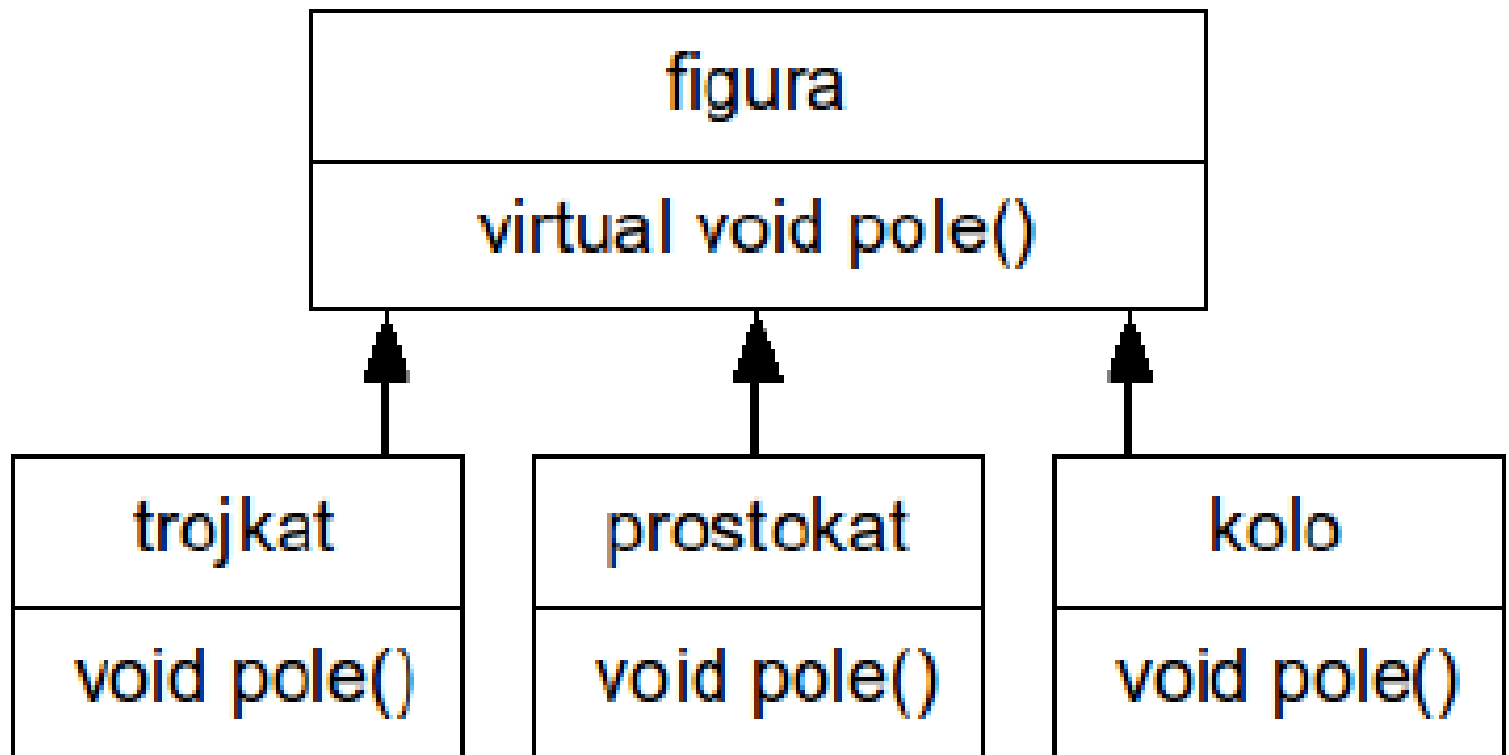 figura
virtual void pole()
trojkat
void pole()
prostokat
void pole()
kolo
void pole()